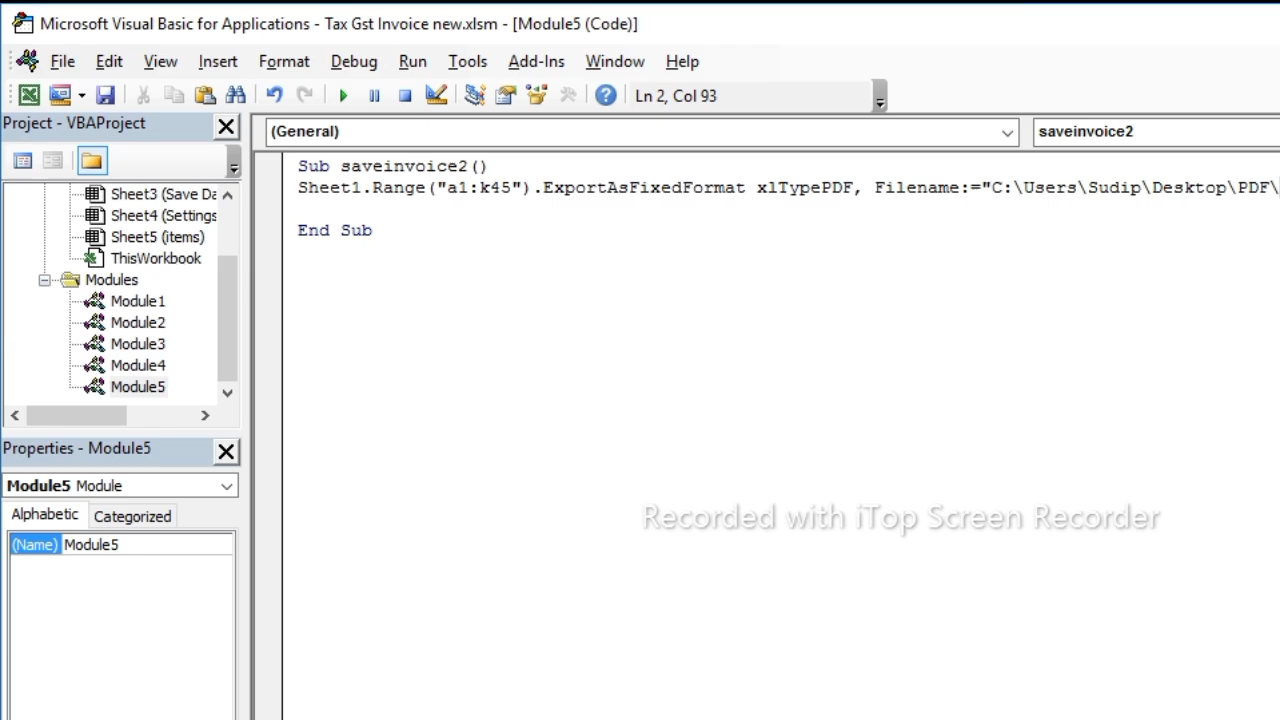 Microsoft Visual Basic for Applications - Tax Gst Invoice new.xlsm - [Module5 (Code)]
File Edit View Insert Format Debug Run Tools Add-Ins Window Help
Ln 2, Col 93
Project - VBAProject
(General)
saveinvoice2
Sheet3 (Save Da
Sheet4 (Settings
Sheet5 (items)
ThisWorkbook
Modules
Module1
Module2
Module3
Module4
Module5
Sub saveinvoice2()
Sheet1.Range("a1:k45").ExportAsFixedFormat xlTypePDF, Filename:="C:\Users\Sudip\Desktop\PDF\
End Sub
Properties - Module5
Module5 Module
Alphabetic Categorized
(Name) Module5
Recorded with iTop Screen Recorder